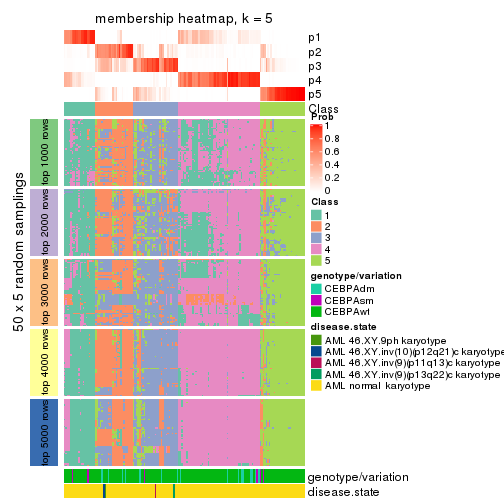 membership heatmap, k = 5
p1
p2
p3
p4
p5
Class
50 x 5 random samplings
top 1000 rows
top 2000 rows
top 3000 rows
top 4000 rows
top 5000 rows
Prob
1
0.8
0.6
0.4
0.2
0
Class
1
2
3
4
5
genotype/variation
CEBPAdm
CEBPAsm
CEBPAwt
disease.state
AML 46.XY.9ph karyotype
AML 46.XY.inv(10)(p12q21)c karyotype
AML 46.XY.inv(9)(p11q13)c karyotype
AML 46.XY.inv(9)(p13q22)c karyotype
AML normal karyotype
genotype/variation
disease.state